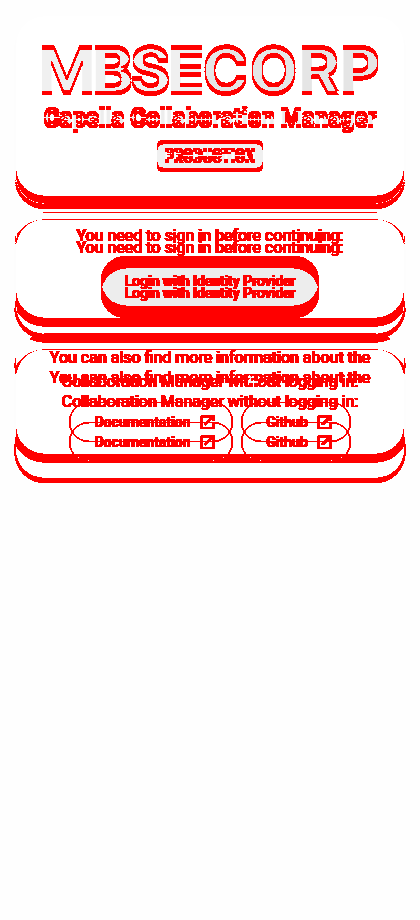 MBSECORP
Capella Collaboration Manager
You need to sign in before continuing:
You need to sign in before continuing:
Login with Identity Provider
Login with Identity Provider
You can also find more information about the
You can also find more information about the
Collaboration Manager without logging in:
Collaboration Manager without logging in:
Documentation Github
Documentation Github